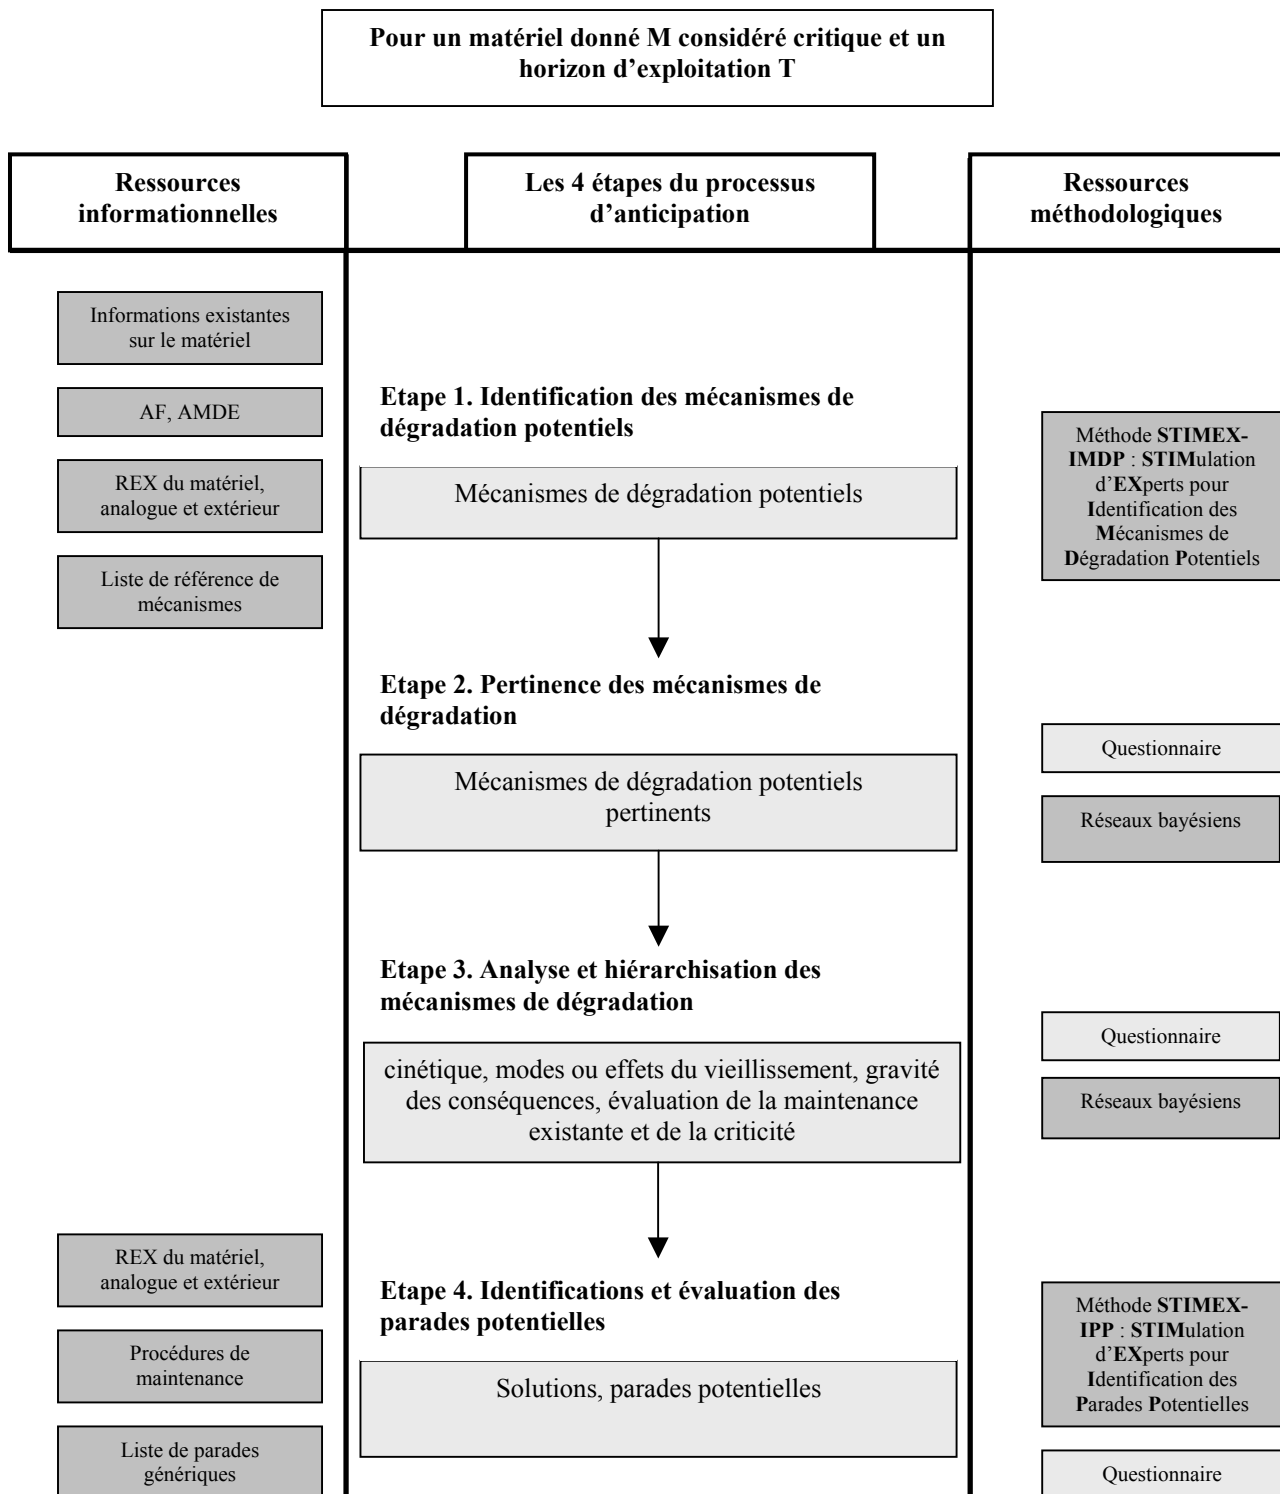 Pour un matériel donné M considéré critique et un
horizon d'exploitation T
Ressources
informationnelles
Les 4 étapes du processus
d'anticipation
Ressources
méthodologiques
Informations existantes
sur le matériel
AF, AMDE
REX du matériel,
analogue et extérieur
Liste de référence de
mécanismes
Etape 1. Identification des mécanismes de
dégradation potentiels
Mécanismes de dégradation potentiels
Méthode STIMEX-
IMDP : STIMulation
d'EXperts pour
Identification des
Mécanismes de
Dégradation Potentiels
Etape 2. Pertinence des mécanismes de
dégradation
Mécanismes de dégradation potentiels
pertinents
Questionnaire
Réseaux bayésiens
Etape 3. Analyse et hiérarchisation des
mécanismes de dégradation
cinétique, modes ou effets du vieillissement, gravité
des conséquences, évaluation de la maintenance
existante et de la criticité
Questionnaire
Réseaux bayésiens
REX du matériel,
analogue et extérieur
Procédures de
maintenance
Liste de parades
génériques
Etape 4. Identifications et évaluation des
parades potentielles
Solutions, parades potentielles
Méthode STIMEX-
IPP : STIMulation
d'EXperts pour
Identification des
Parades Potentielles
Questionnaire